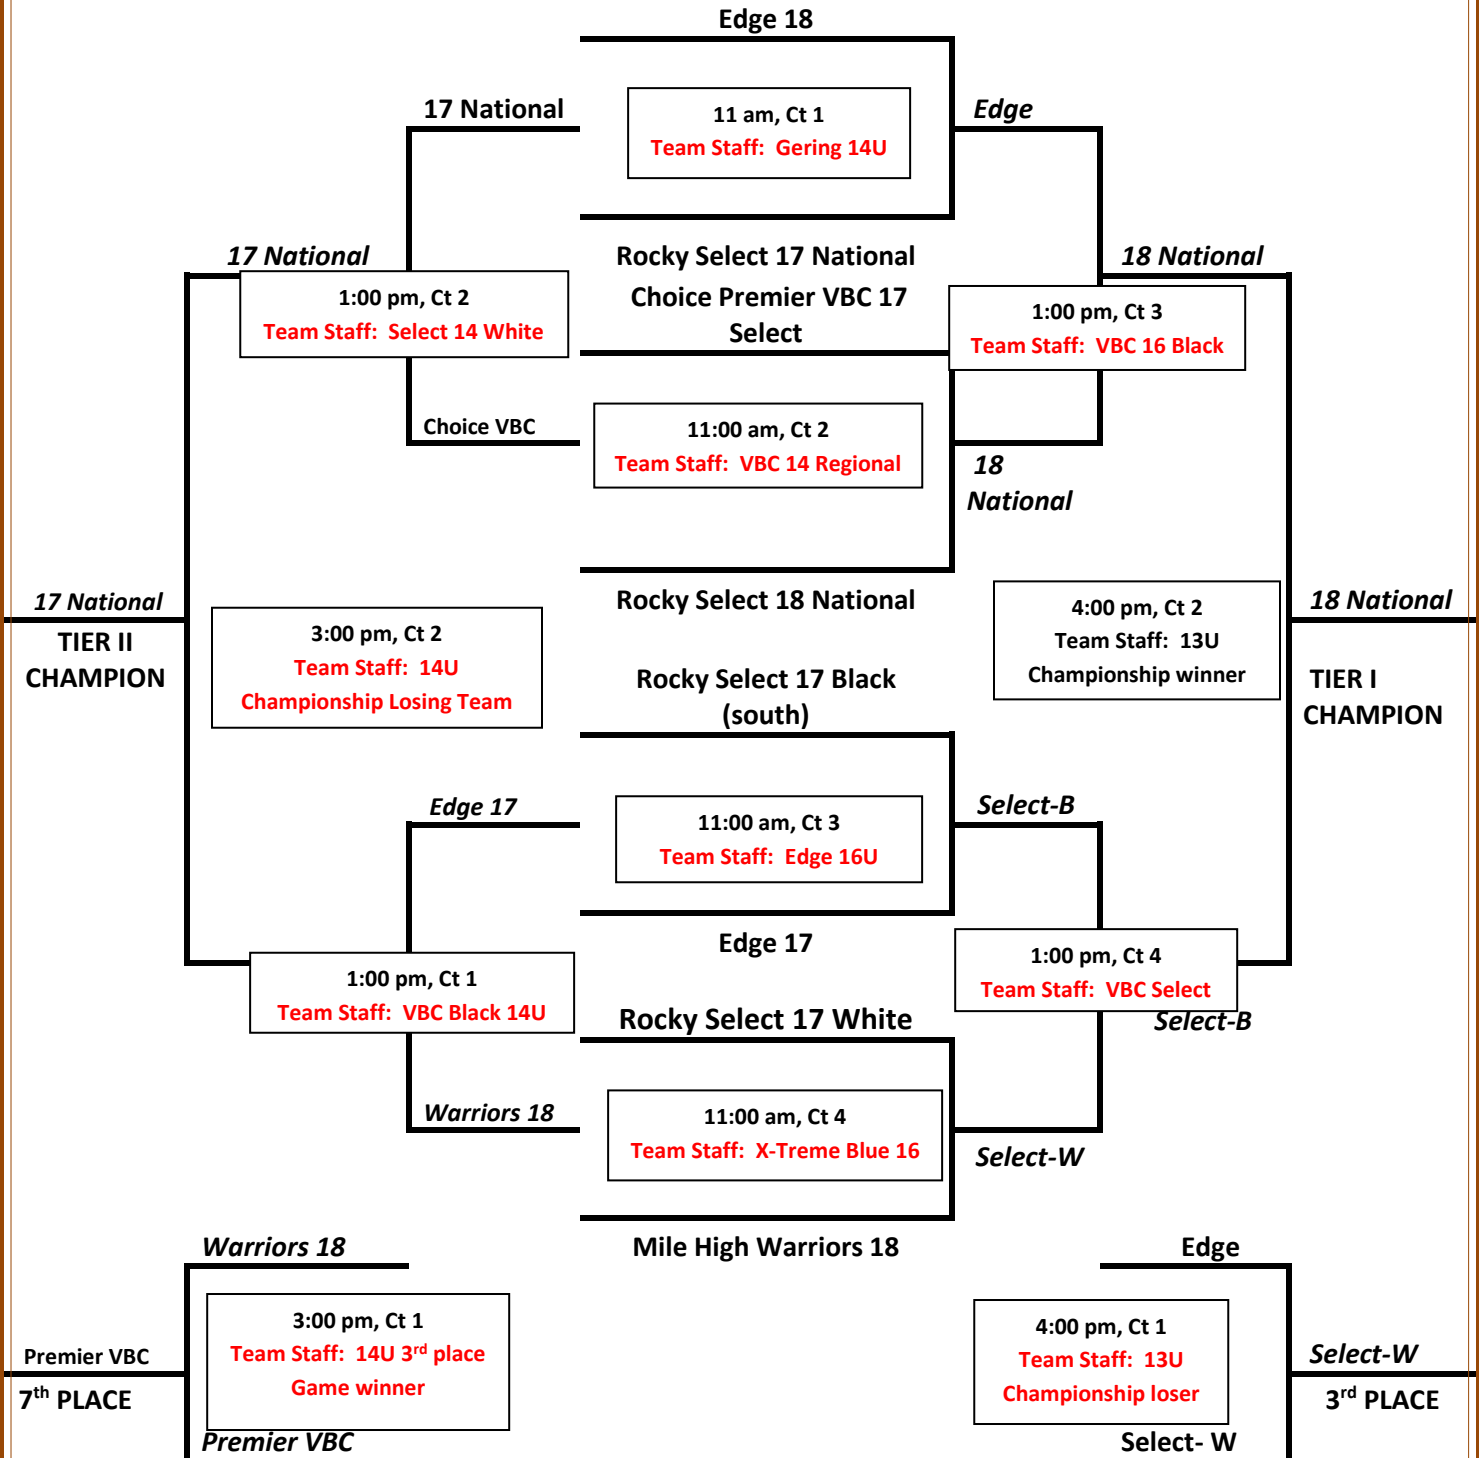 Edge 18
17 National
11 am, Ct 1
Team Staff:  Gering 14U
Edge
17 National
Rocky Select 17 National
18 National
1:00 pm, Ct 2
Team Staff:  Select 14 White
Choice Premier VBC 17
Select
1:00 pm, Ct 3
Team Staff:  VBC 16 Black
Choice VBC
11:00 am, Ct 2
Team Staff:  VBC 14 Regional
18
National
17 National
TIER II
CHAMPION
3:00 pm, Ct 2
Team Staff:  14U
Championship Losing Team
Rocky Select 18 National
4:00 pm, Ct 2
Team Staff:  13U
Championship winner
18 National
TIER I
CHAMPION
Rocky Select 17 Black
(south)
Edge 17
11:00 am, Ct 3
Team Staff:  Edge 16U
Select-B
Edge 17
1:00 pm, Ct 1
Team Staff:  VBC Black 14U
1:00 pm, Ct 4
Team Staff:  VBC Select
Select-B
Rocky Select 17 White
Warriors 18
11:00 am, Ct 4
Team Staff:  X-Treme Blue 16
Select-W
Mile High Warriors 18
Warriors 18
3:00 pm, Ct 1
Team Staff:  14U 3rd place
Game winner
Premier VBC
7th PLACE
Premier VBC
Edge
4:00 pm, Ct 1
Team Staff:  13U
Championship loser
Select-W
3rd PLACE
Select- W